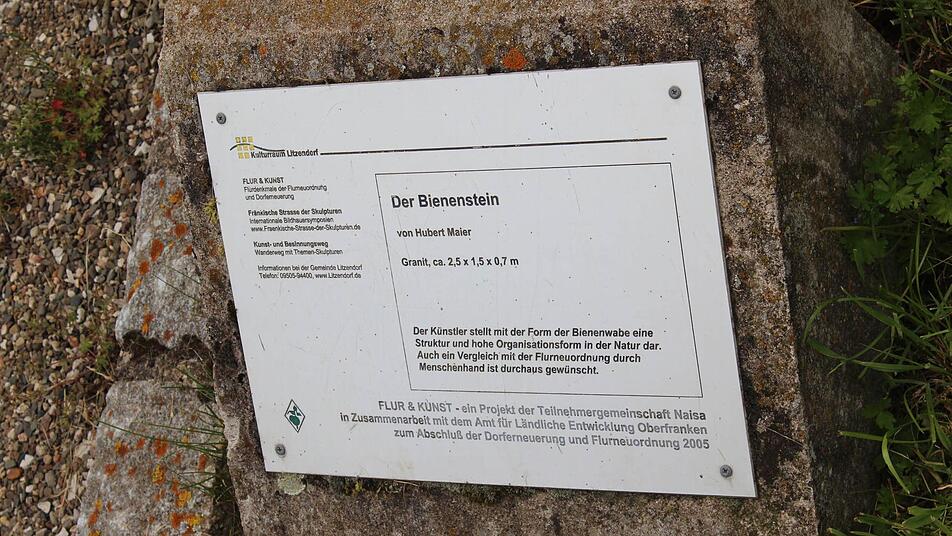 Kulturraum Litzendorf
FLUR & KUNST
Flurdenkmale der Flurneuordnung
und Dorferneuerung
Fränkische Strasse der Skulpturen
Internationale Bildhauersymposien
www.Fraenkische-Strasse-der-Skulpturen.de
Kunst- und Besinnungsweg
Wanderweg mit Themen-Skulpturen
Informationen bei der Gemeinde Litzendorf
Telefon: 09505-94400, www.Litzendorf.de
Der Bienenstein
von Hubert Maier
Granit, ca. 2,5 x 1,5 x 0,7 m
Der Künstler stellt mit der Form der Bienenwabe eine
Struktur und hohe Organisationsform in der Natur dar.
Auch ein Vergleich mit der Flurneuordnung durch
Menschenhand ist durchaus gewünscht.
FLUR & KUNST - ein Projekt der Teilnehmergemeinschaft Naisa
in Zusammenarbeit mit dem Amt für Ländliche Entwicklung Oberfranken
zum Abschluß der Dorferneuerung und Flurneuordnung 2005